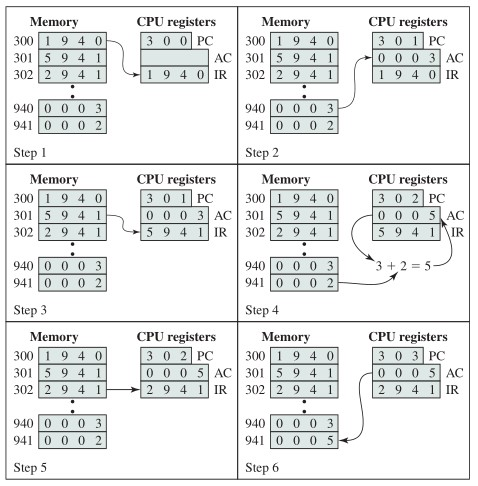 Memory CPU registers
300 1 9 4 0 3 0 0 PC
301 5 9 4 1 AC
302 2 9 4 1 1 9 4 0 IR
940 0 0 0 3
941 0 0 0 2
Step 1
Memory CPU registers
300 1 9 4 0 3 0 1 PC
301 5 9 4 1 0 0 0 3 AC
302 2 9 4 1 1 9 4 0 IR
940 0 0 0 3
941 0 0 0 2
Step 2
Memory CPU registers
300 1 9 4 0 3 0 1 PC
301 5 9 4 1 0 0 0 3 AC
302 2 9 4 1 5 9 4 1 IR
940 0 0 0 3
941 0 0 0 2
Step 3
Memory CPU registers
300 1 9 4 0 3 0 2 PC
301 5 9 4 1 0 0 0 5 AC
302 2 9 4 1 5 9 4 1 IR
940 0 0 0 3 3 + 2 = 5
941 0 0 0 2
Step 4
Memory CPU registers
300 1 9 4 0 3 0 2 PC
301 5 9 4 1 0 0 0 5 AC
302 2 9 4 1 2 9 4 1 IR
940 0 0 0 3
941 0 0 0 2
Step 5
Memory CPU registers
300 1 9 4 0 3 0 3 PC
301 5 9 4 1 0 0 0 5 AC
302 2 9 4 1 2 9 4 1 IR
940 0 0 0 3
941 0 0 0 5
Step 6